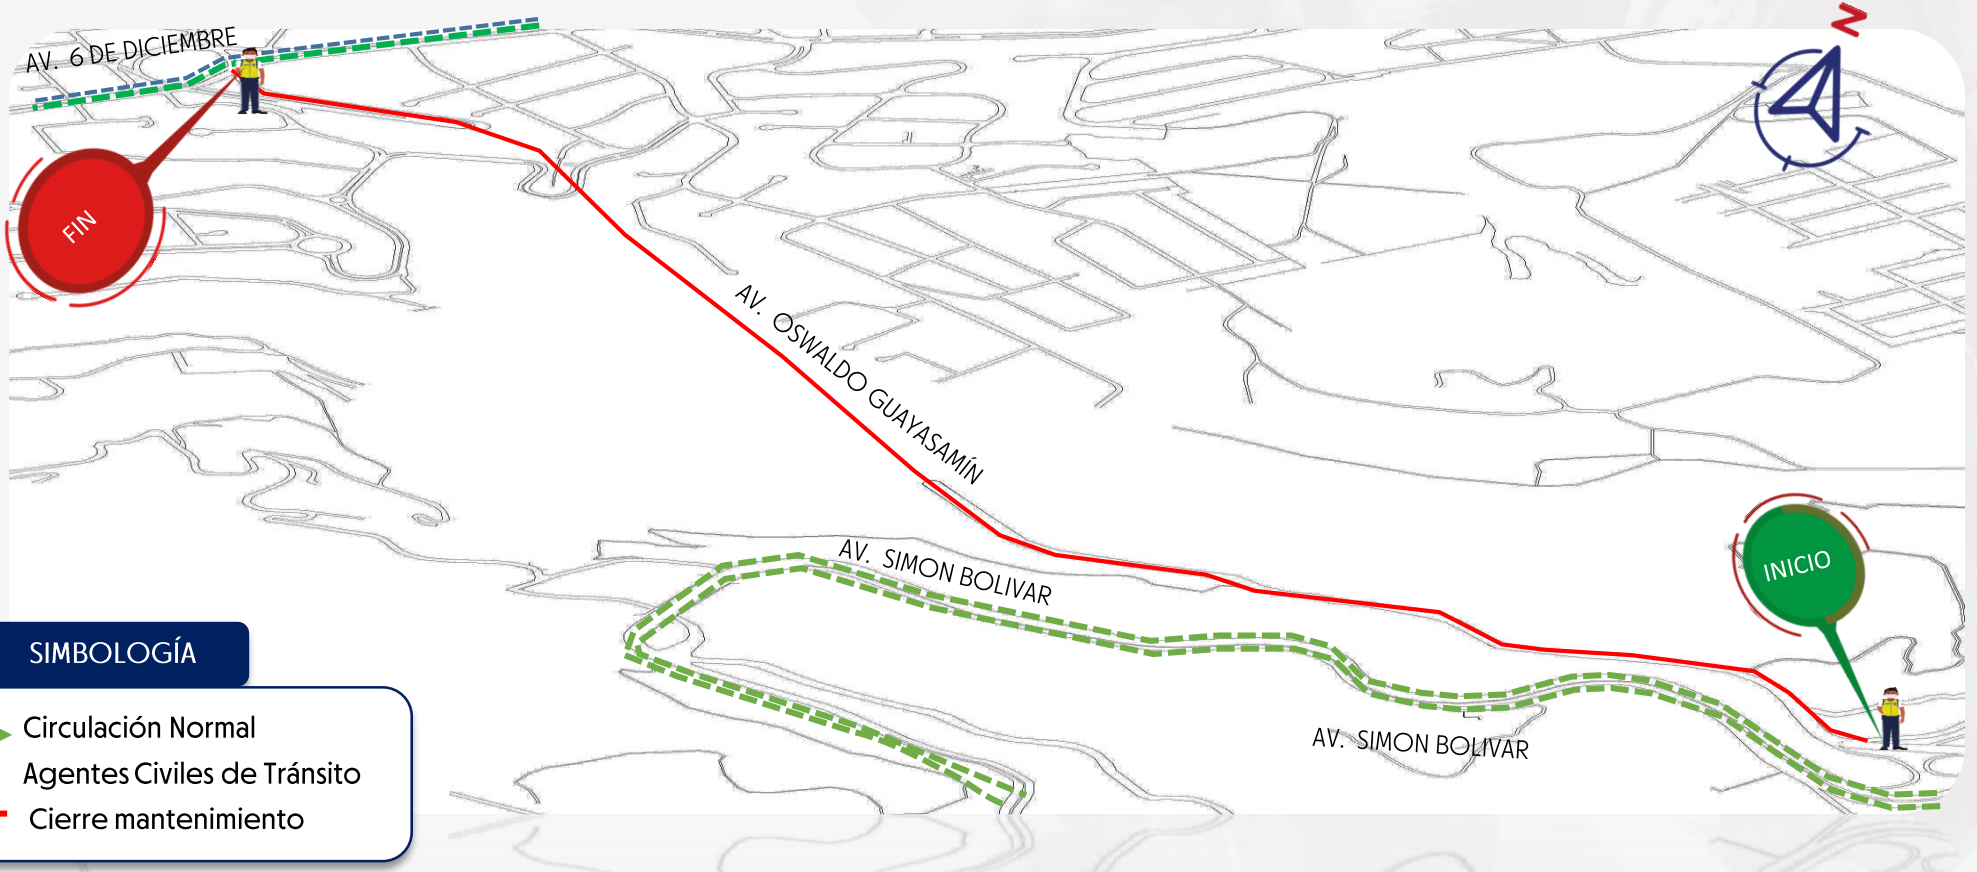 AV. 6 DE DICIEMBRE
N
FIN
AV. OSWALDO GUAYASAMÍN
AV. SIMON BOLIVAR
INICIO
AV. SIMON BOLIVAR
SIMBOLOGÍA
Circulación Normal
Agentes Civiles de Tránsito
Cierre mantenimiento